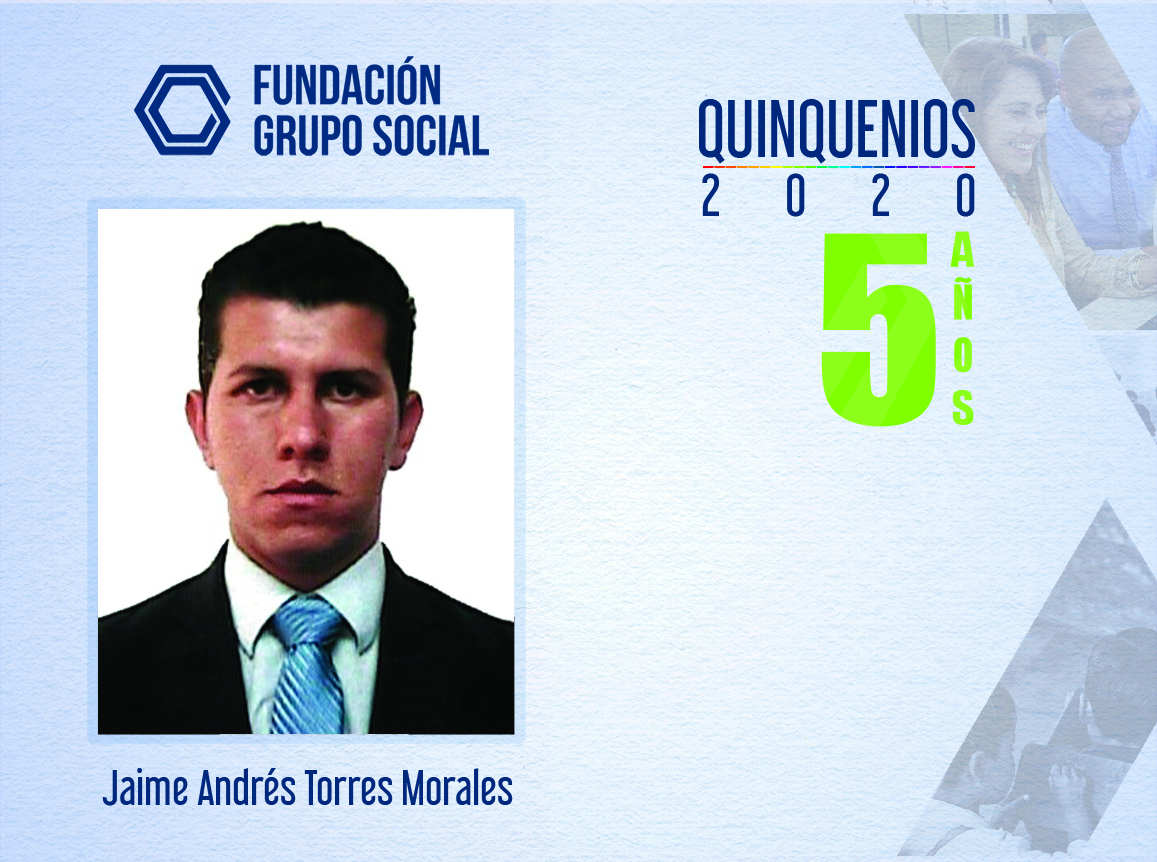 FUNDACIÓN
GRUPO SOCIAL
QUINQUENIOS
2020
5 AÑOS
Jaime Andrés Torres Morales